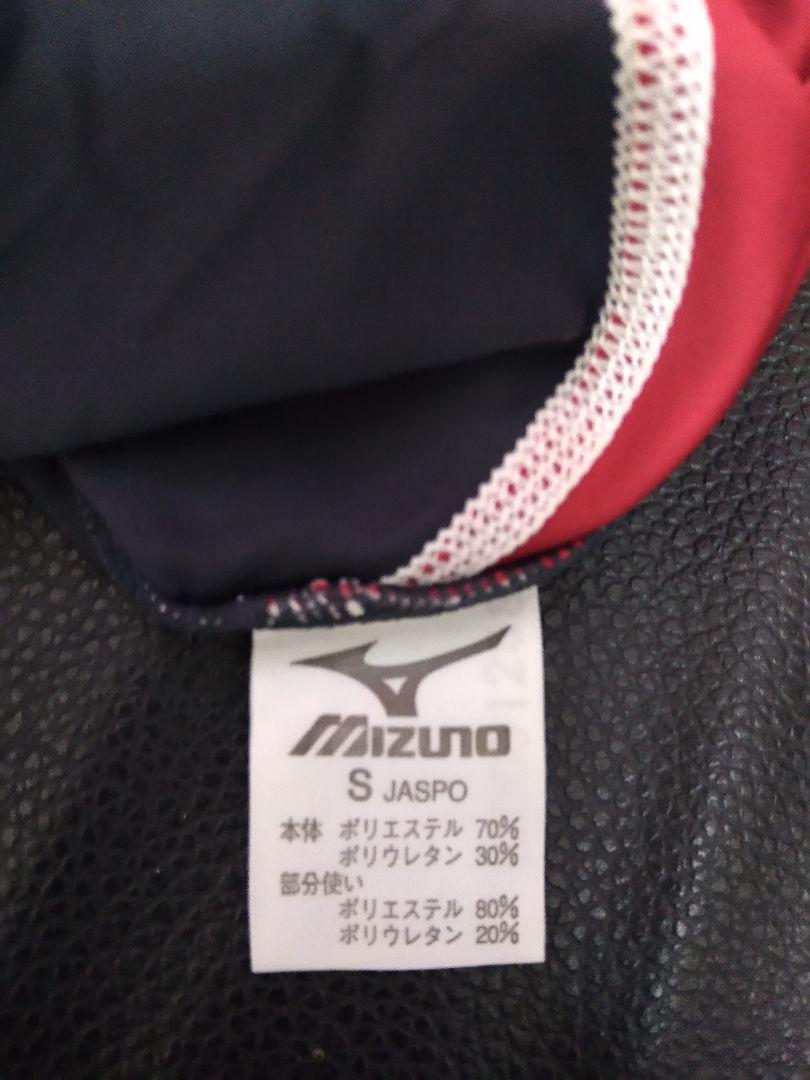 MIZUNO
S JASPO
本体 ポリエステル 70%
ポリウレタン 30%
部分使い
ポリエステル 80%
ポリウレタン 20%